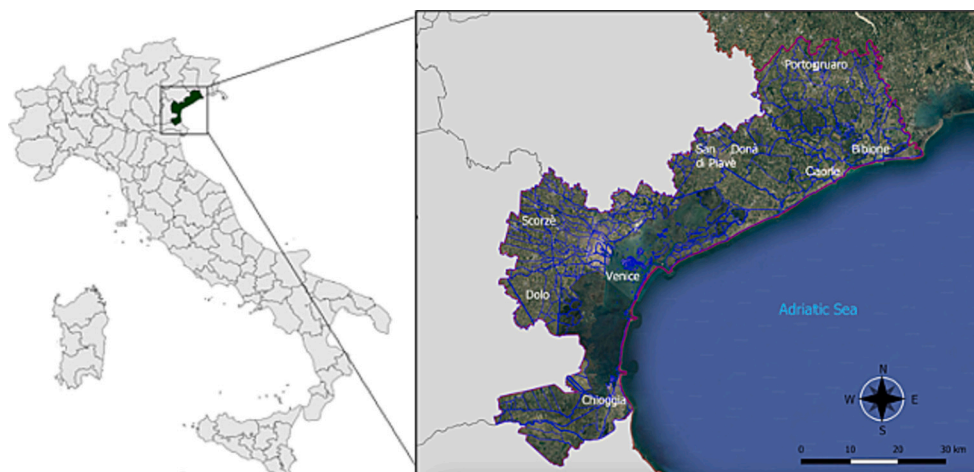 Portogruaro
San Donà
di Piave
Bibione
Caorle
Scorzè
Venice
Dolo
Adriatic Sea
Chioggia
N
W E
S
0 10 20 30 km